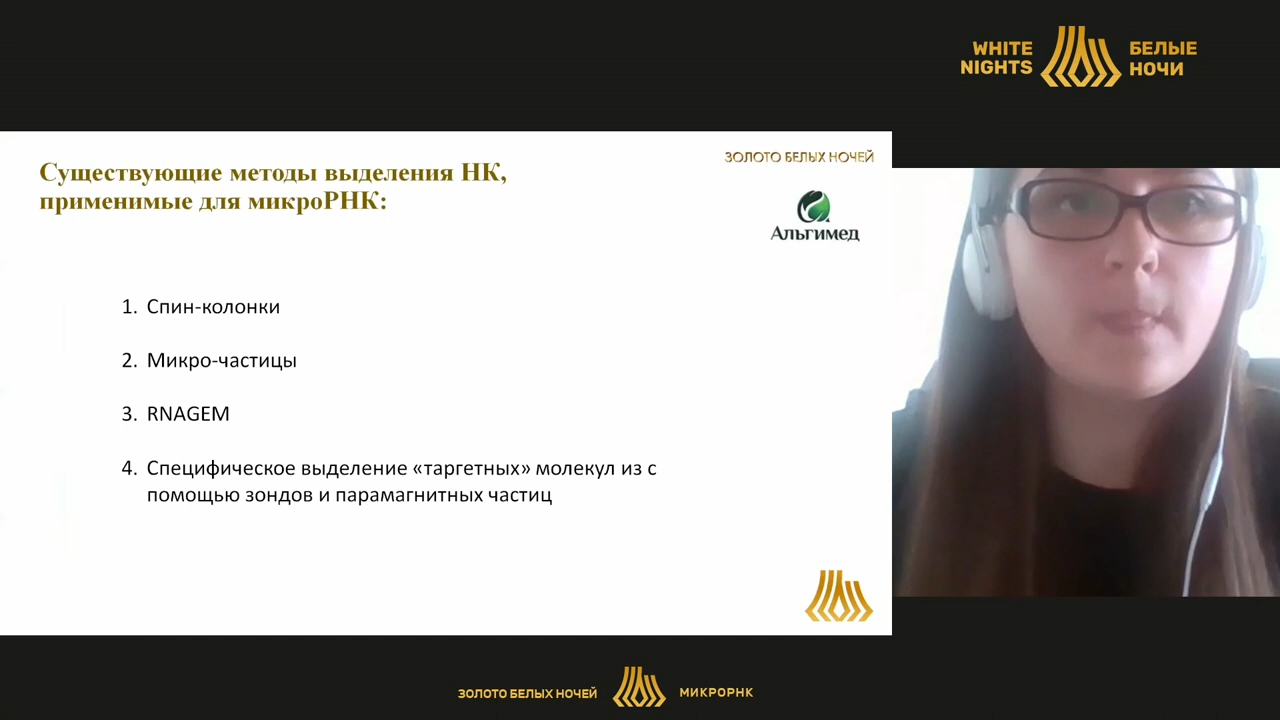 WHITE
NIGHTS
БЕЛЫЕ
НОЧИ
Существующие методы выделения НК,
применимые для микроРНК:
ЗОЛОТО БЕЛЫХ НОЧЕЙ
Альгимед
1. Спин-колонки
2. Микро-частицы
3. RNAGEM
4. Специфическое выделение «таргетных» молекул из с
помощью зондов и парамагнитных частиц
ЗОЛОТО БЕЛЫХ НОЧЕЙ
МИКРОРНК